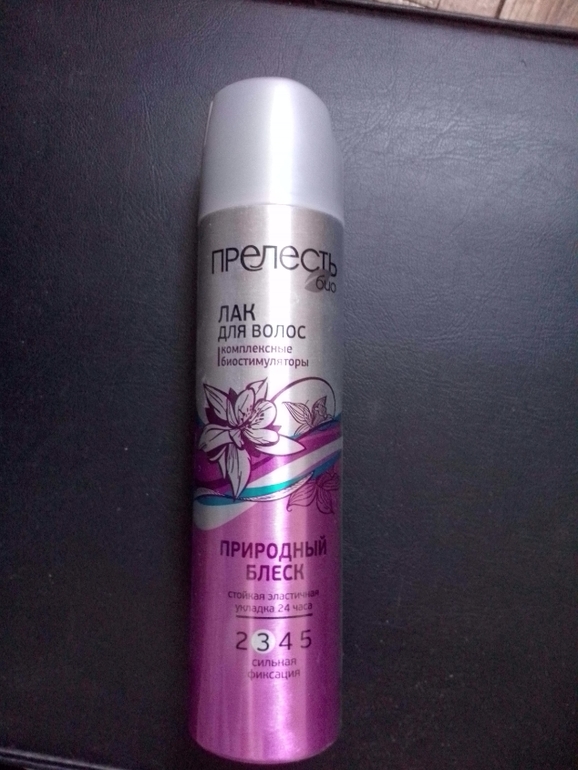 ПРЕЛЕСТЬ
био
ЛАК
ДЛЯ ВОЛОС
комплексные
биостимуляторы
ПРИРОДНЫЙ
БЛЕСК
стойкая эластичная
укладка 24 часа
2 3 4 5
сильная
фиксация